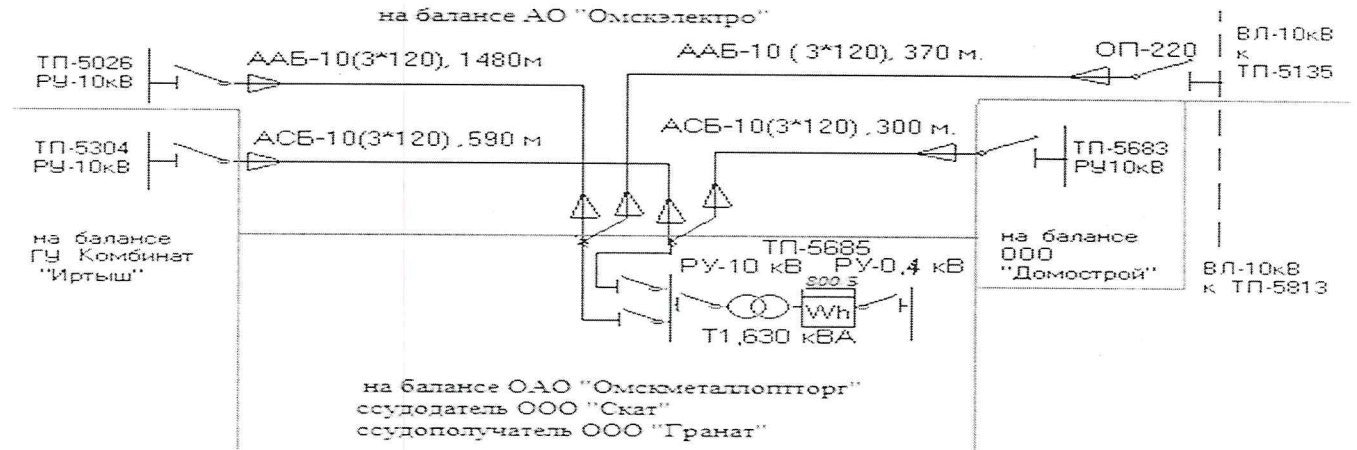 на балансе АО "Омскэлектро"
ТП-5026
РУ-10кВ
ААБ-10(3*120), 1480м
ААБ-10 ( 3*120), 370 м.
ОП-220
ВЛ-10кВ
к
ТП-5135
ТП-5304
РУ-10кВ
АСБ-10(3*120) ,590 м
АСБ-10(3*120) ,300 м.
ТП-5683
РУ10кВ
на балансе
ГУ Комбинат
"Иртыш"
ТП-5685
РУ-10 кВ
РУ-0,4 кВ
800 5
Wh
Т1,630 кВА
на балансе
ООО
"Домострой"
ВЛ-10кВ
к ТП-5813
на балансе ОАО "Омскметаллоптторг"
ссудодатель ООО "Скат"
ссудополучатель ООО "Гранат"